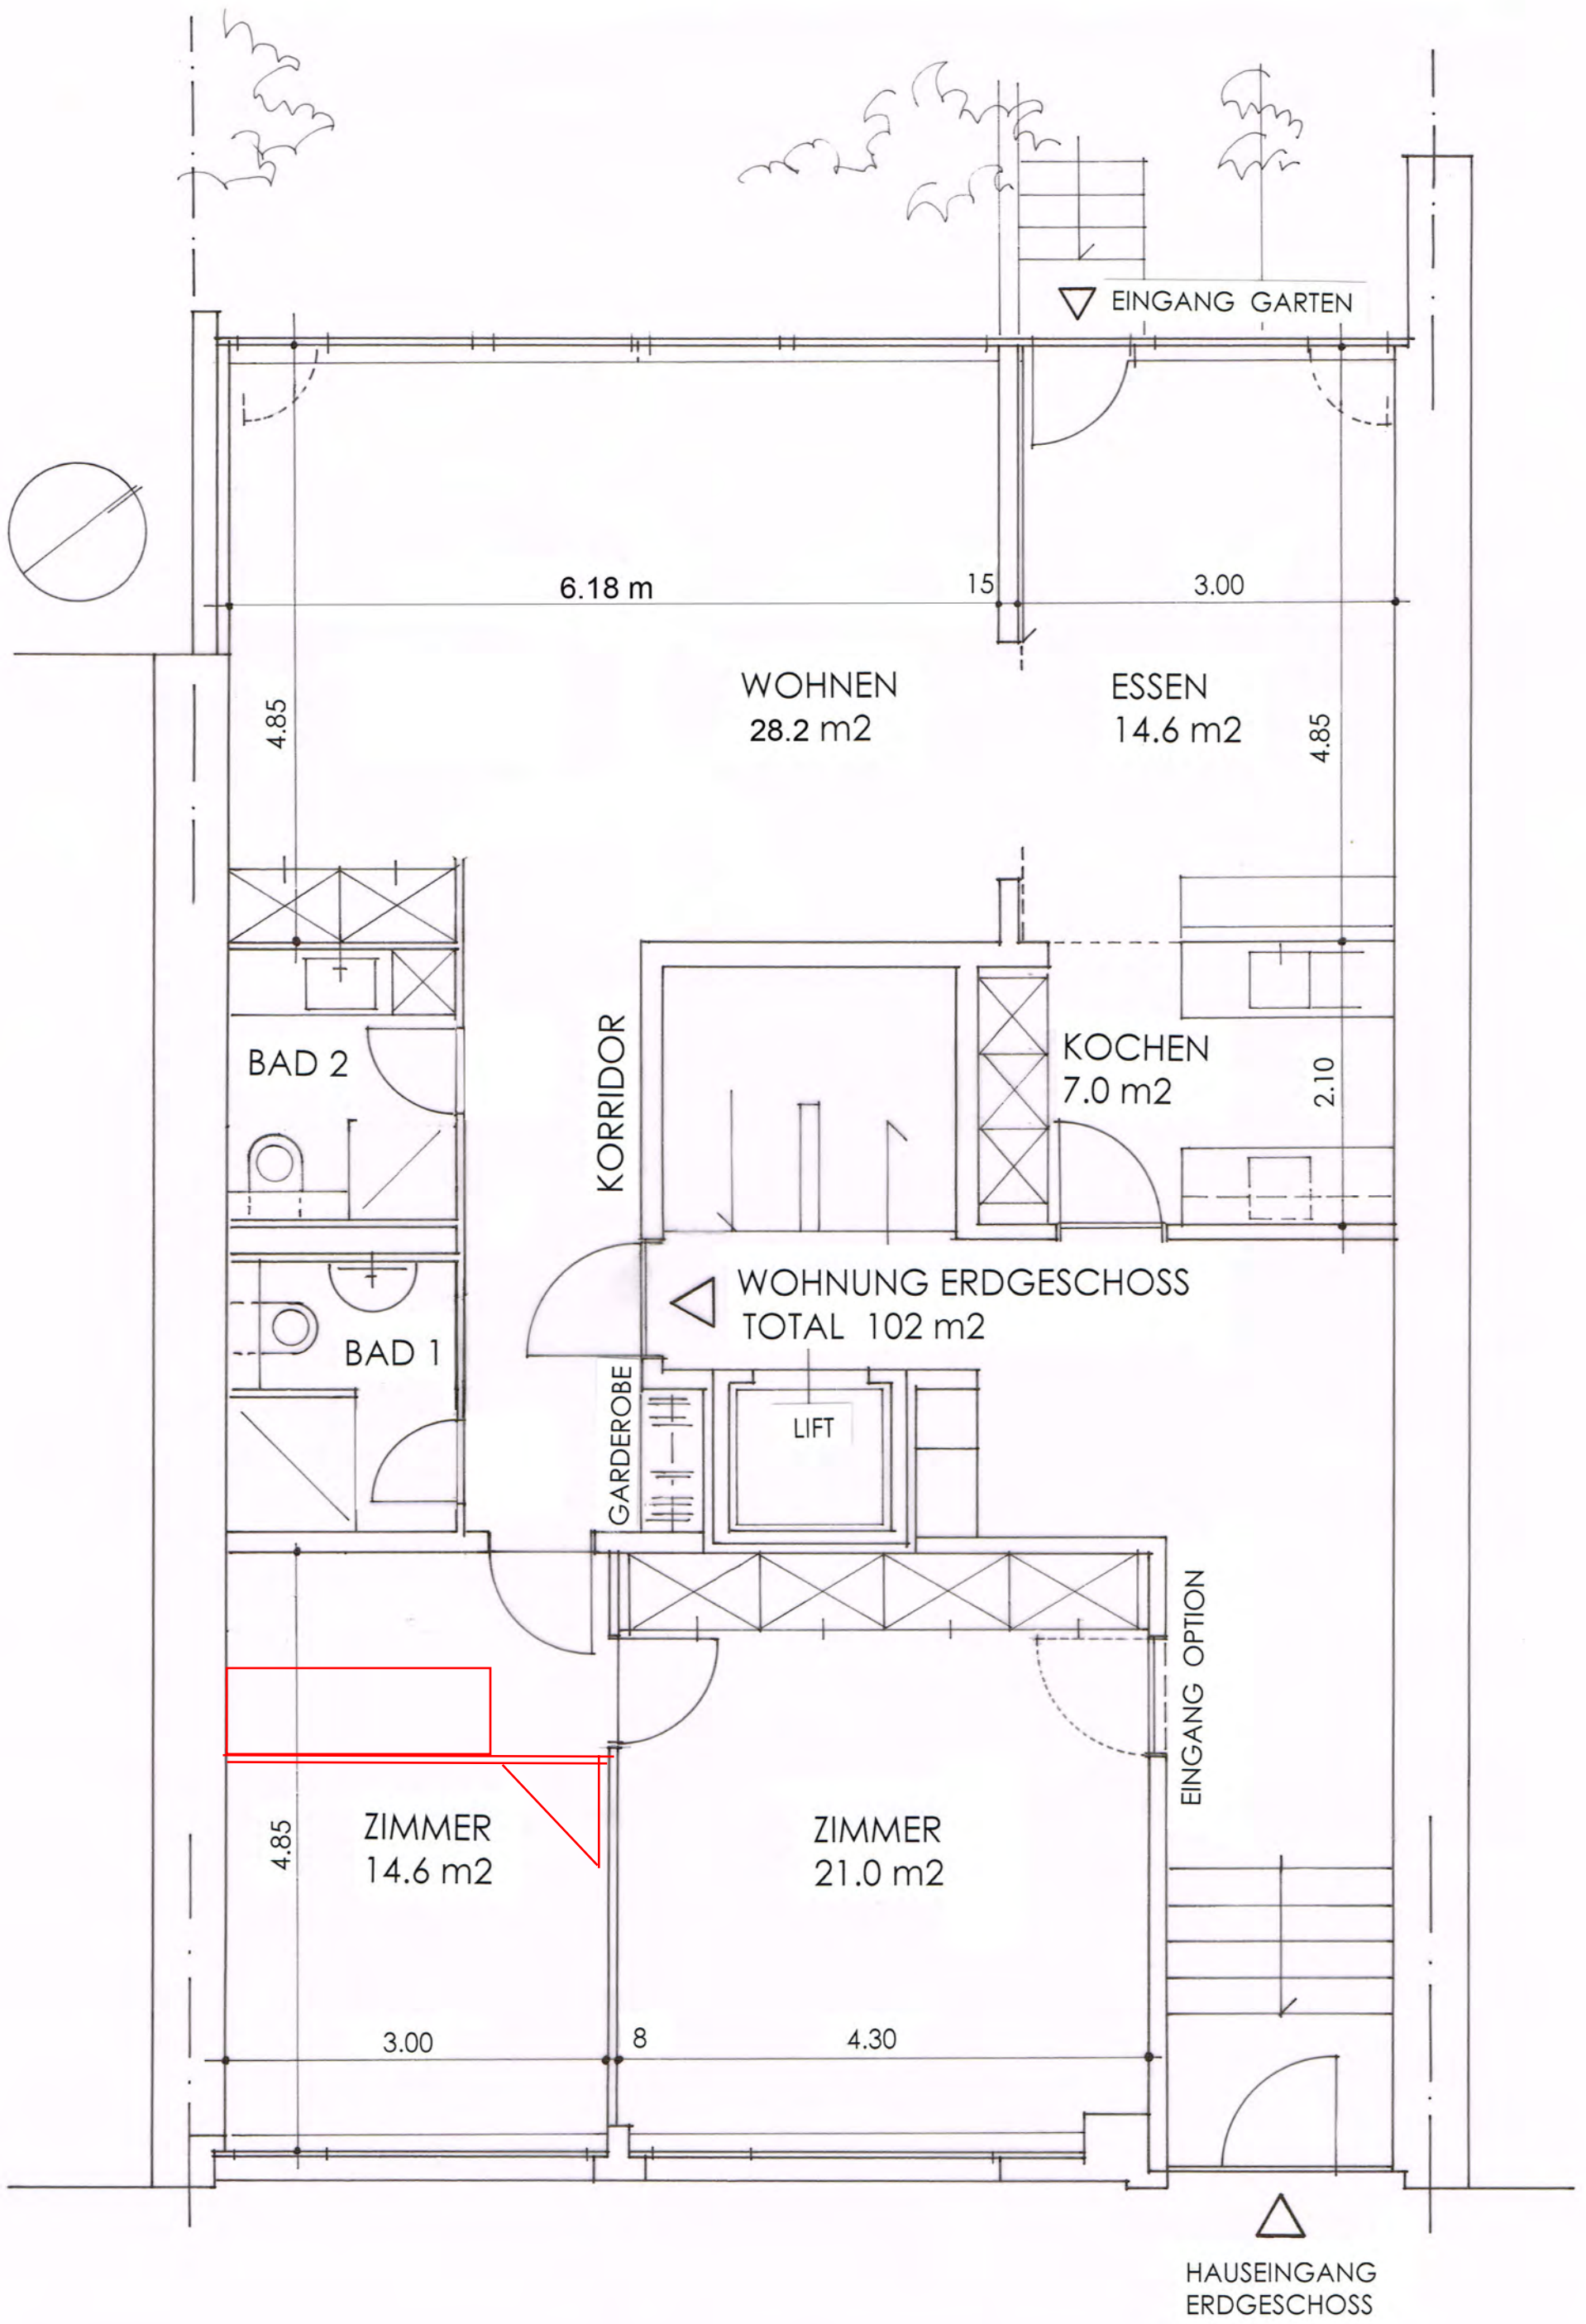 EINGANG GARTEN
6.18 m
15
3.00
WOHNEN
28.2 m2
ESSEN
14.6 m2
4.85
4.85
BAD 2
KORRIDOR
KOCHEN
7.0 m2
2.10
WOHNUNG ERDGESCHOSS
TOTAL 102 m2
BAD 1
GARDEROBE
LIFT
EINGANG OPTION
ZIMMER
14.6 m2
4.85
ZIMMER
21.0 m2
3.00
8
4.30
HAUSEINGANG
ERDGESCHOSS